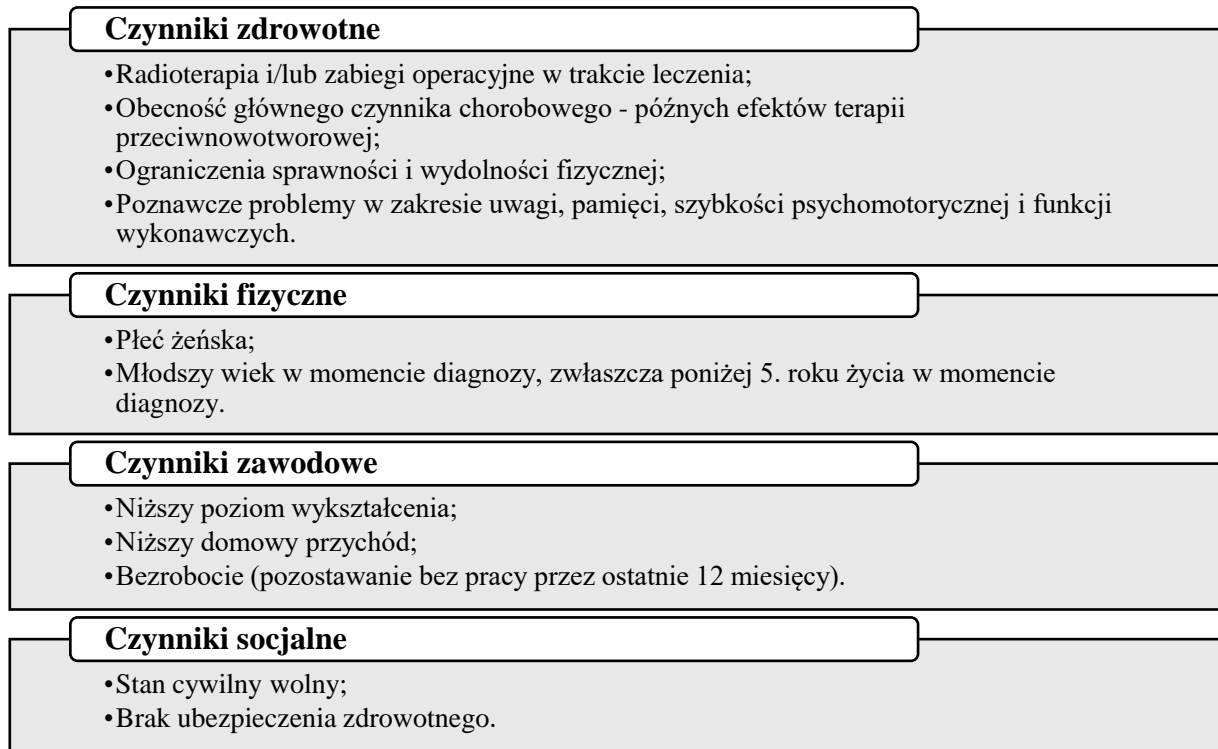 Czynniki zdrowotne
•Radioterapia i/lub zabiegi operacyjne w trakcie leczenia;
•Obecność głównego czynnika chorobowego - późnych efektów terapii
przeciwnowotworowej;
•Ograniczenia sprawności i wydolności fizycznej;
•Poznawcze problemy w zakresie uwagi, pamięci, szybkości psychomotorycznej i funkcji
wykonawczych.
Czynniki fizyczne
•Płeć żeńska;
•Młodszy wiek w momencie diagnozy, zwłaszcza poniżej 5. roku życia w momencie
diagnozy.
Czynniki zawodowe
•Niższy poziom wykształcenia;
•Niższy domowy przychód;
•Bezrobocie (pozostawanie bez pracy przez ostatnie 12 miesięcy).
Czynniki socjalne
•Stan cywilny wolny;
•Brak ubezpieczenia zdrowotnego.